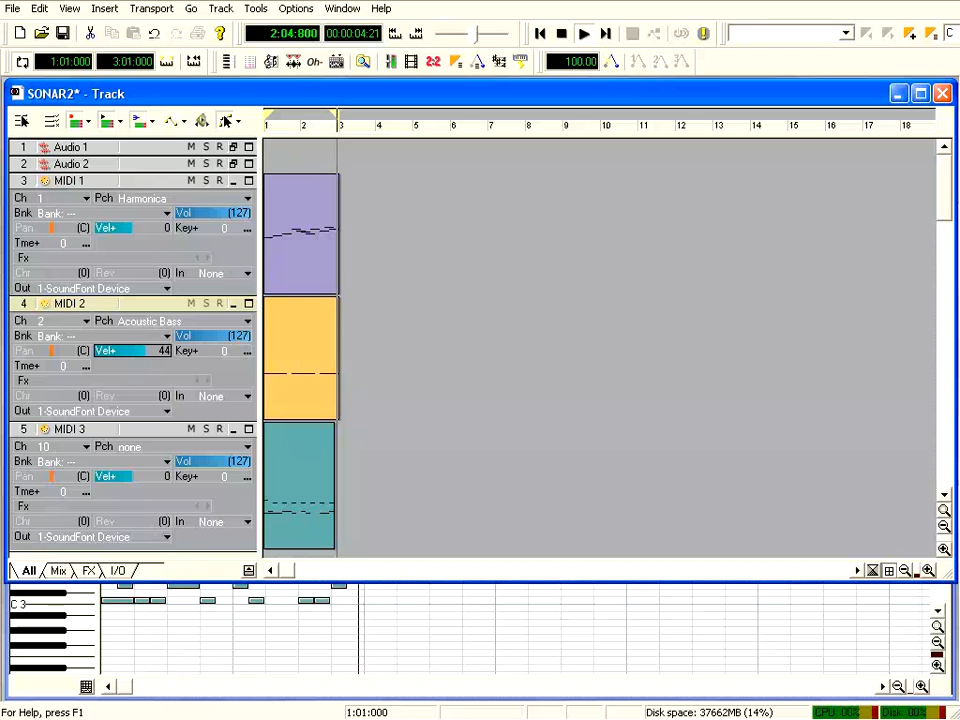 File Edit View Insert Transport Go Track Tools Options Window Help
2:04:800 00:00:04:21
1:01:000 3:01:000 Oh- 2:2 100.00
SONAR2* - Track
1 2 3 4 5 6 7 8 9 10 11 12 13 14 15 16 17 18
1 Audio 1 M S R
2 Audio 2 M S R
3 MIDI 1 M S R
Ch 1 Pch Harmonica
Bnk Bank: --- Vol (127)
Pan (C) Vel+ 0 Key+ 0
Tme+ 0
Fx
Chr (0) Rev (0) In None
Out 1-SoundFont Device
4 MIDI 2 M S R
Ch 2 Pch Acoustic Bass
Bnk Bank: --- Vol (127)
Pan (C) Vel+ 44 Key+ 0
Tme+ 0
Fx
Chr (0) Rev (0) In None
Out 1-SoundFont Device
5 MIDI 3 M S R
Ch 10 Pch none
Bnk Bank: --- Vol (127)
Pan (C) Vel+ 0 Key+ 0
Tme+ 0
Fx
Chr (0) Rev (0) In None
Out 1-SoundFont Device
All Mix FX I/O
C 3
For Help, press F1 1:01:000 Disk space: 37662MB (14%) CPU: 00% Disk: 00%